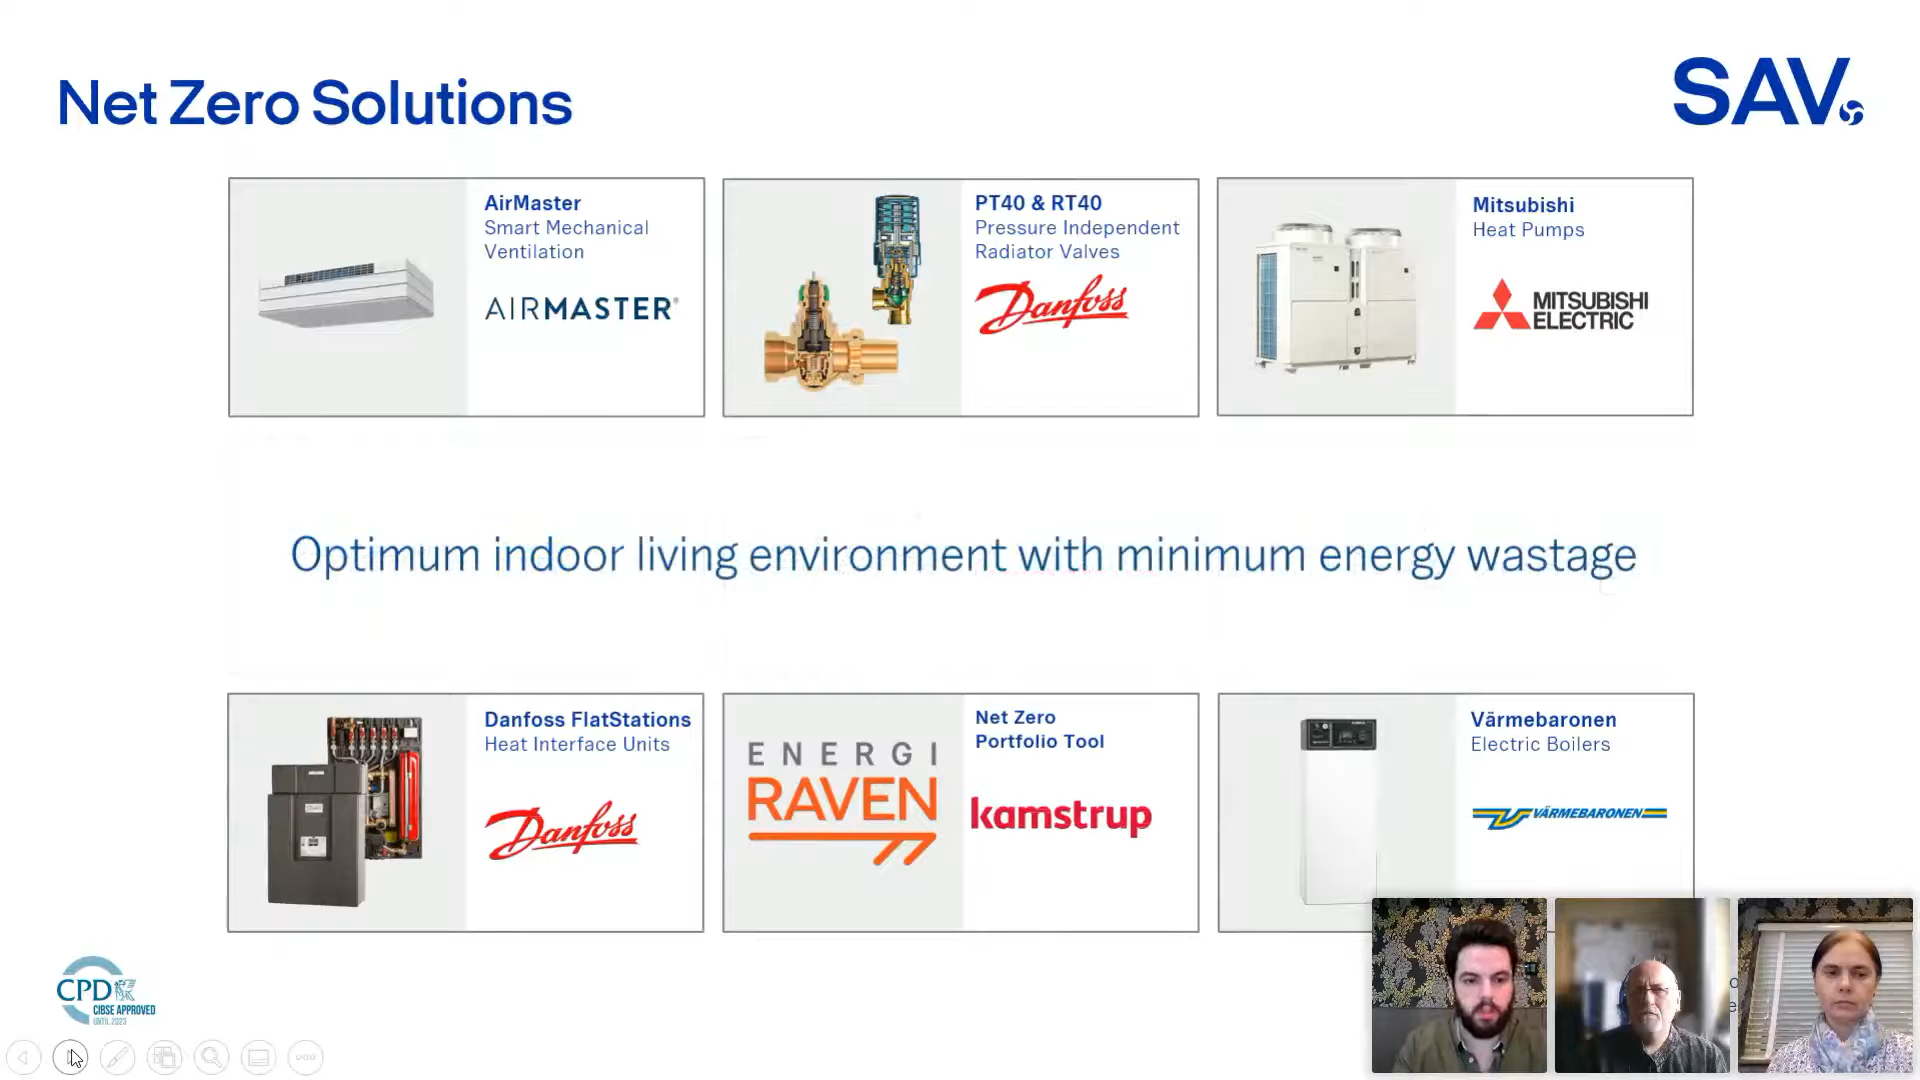 Net Zero Solutions
SAV
AirMaster
Smart Mechanical
Ventilation
AIRMASTER®
PT40 & RT40
Pressure Independent
Radiator Valves
Danfoss
Mitsubishi
Heat Pumps
MITSUBISHI
ELECTRIC
Optimum indoor living environment with minimum energy wastage
Danfoss FlatStations
Heat Interface Units
Danfoss
ENERGI
RAVEN
Net Zero
Portfolio Tool
kamstrup
Värmebaronen
Electric Boilers
VÄRMEBARONEN
CPD
CIBSE APPROVED
UNTIL 2023